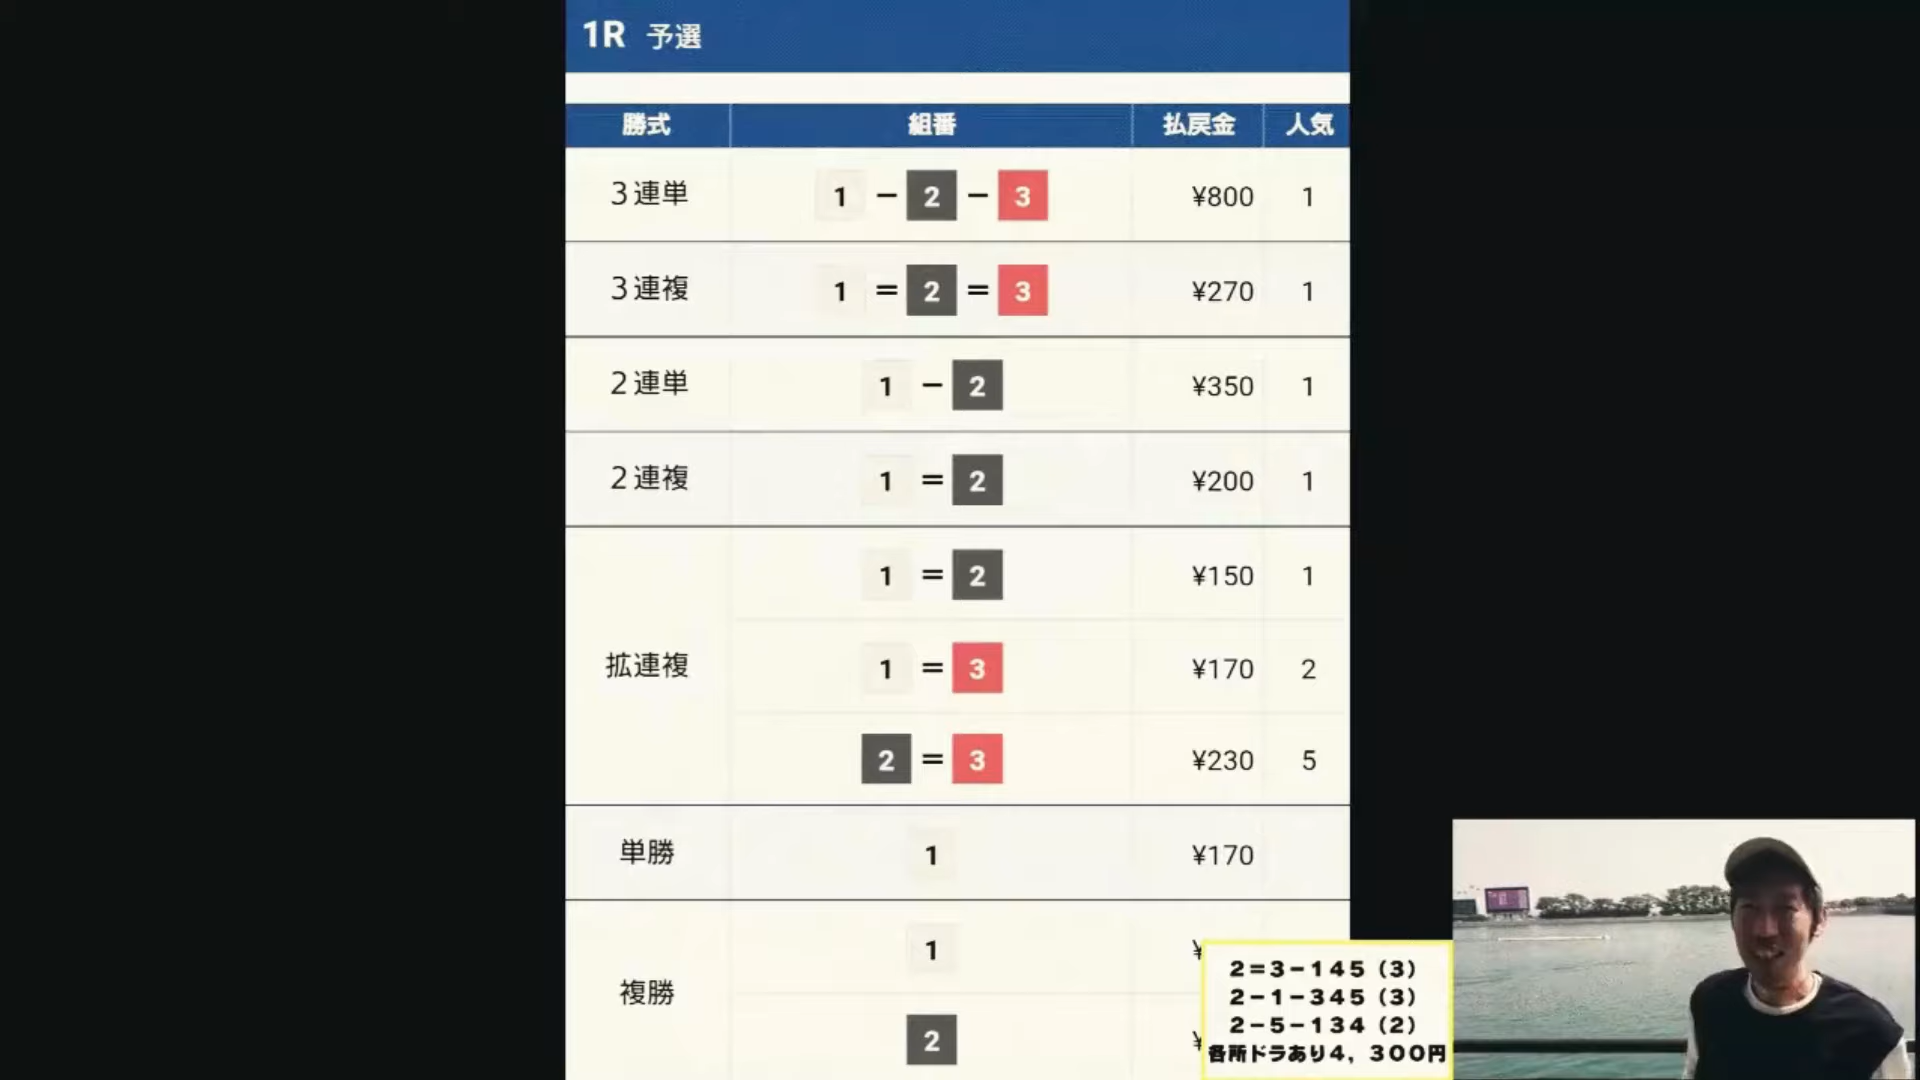 1R 予選
勝式 組番 払戻金 人気
３連単 1 - 2 - 3 ¥800 1
３連複 1 = 2 = 3 ¥270 1
２連単 1 - 2 ¥350 1
２連複 1 = 2 ¥200 1
拡連複 1 = 2 ¥150 1
1 = 3 ¥170 2
2 = 3 ¥230 5
単勝 1 ¥170
複勝 1 ¥
2 ¥
２＝３－１４５（３）
２－１－３４５（３）
２－５－１３４（２）
各所ドラあり４，３００円